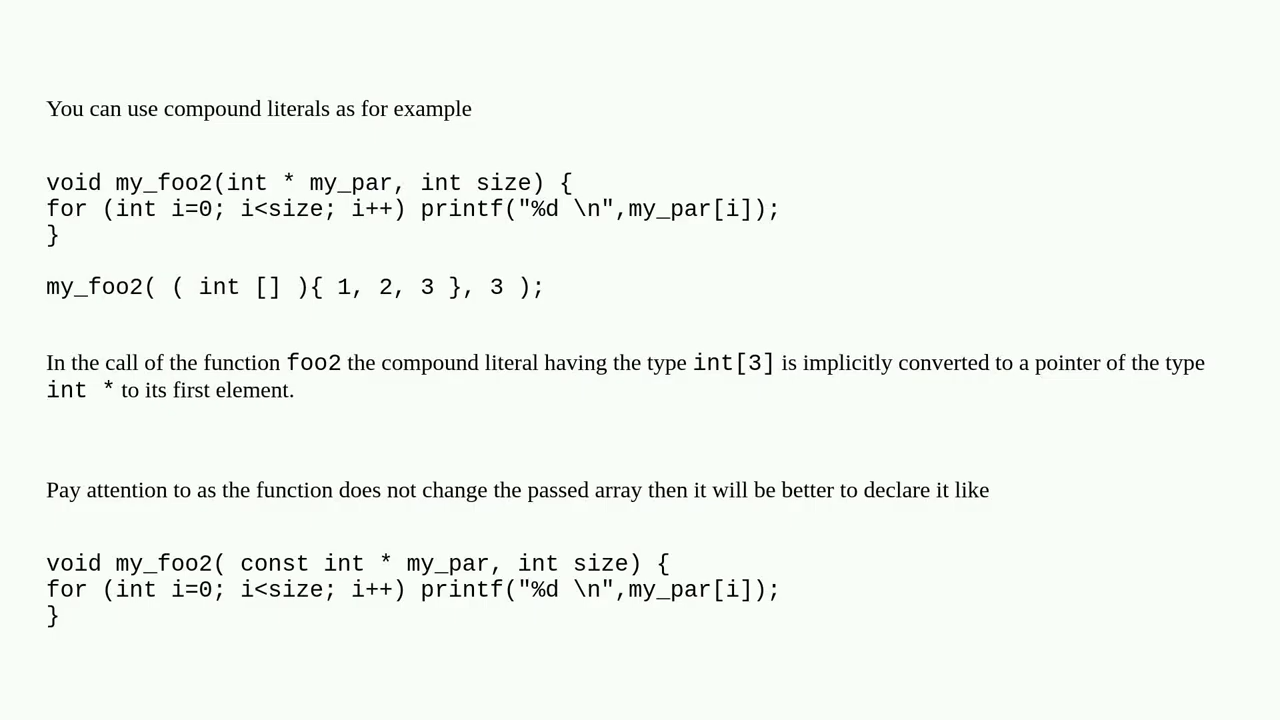 You can use compound literals as for example
void my_foo2(int * my_par, int size) {
for (int i=0; i<size; i++) printf("%d \n",my_par[i]);
}
my_foo2( ( int [] ){ 1, 2, 3 }, 3 );
In the call of the function foo2 the compound literal having the type int[3] is implicitly converted to a pointer of the type
int * to its first element.
Pay attention to as the function does not change the passed array then it will be better to declare it like
void my_foo2( const int * my_par, int size) {
for (int i=0; i<size; i++) printf("%d \n",my_par[i]);
}